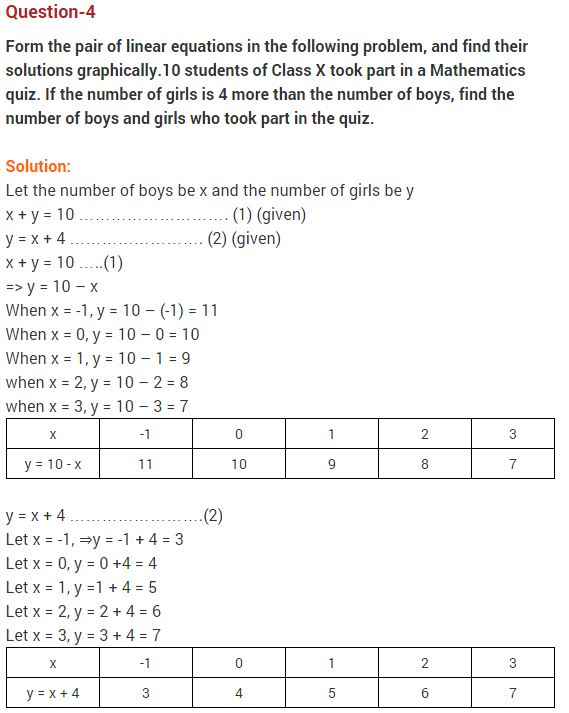 Question-4
Form the pair of linear equations in the following problem, and find their
solutions graphically.10 students of Class X took part in a Mathematics
quiz. If the number of girls is 4 more than the number of boys, find the
number of boys and girls who took part in the quiz.
Solution:
Let the number of boys be x and the number of girls be y
x + y = 10 ………………………. (1) (given)
y = x + 4 ……………………. (2) (given)
x + y = 10 …..(1)
=> y = 10 – x
When x = -1, y = 10 – (-1) = 11
When x = 0, y = 10 – 0 = 10
When x = 1, y = 10 – 1 = 9
when x = 2, y = 10 – 2 = 8
when x = 3, y = 10 – 3 = 7
x -1 0 1 2 3
y = 10 - x 11 10 9 8 7
y = x + 4 …………………….(2)
Let x = -1, ⇒y = -1 + 4 = 3
Let x = 0, y = 0 +4 = 4
Let x = 1, y =1 + 4 = 5
Let x = 2, y = 2 + 4 = 6
Let x = 3, y = 3 + 4 = 7
x -1 0 1 2 3
y = x + 4 3 4 5 6 7